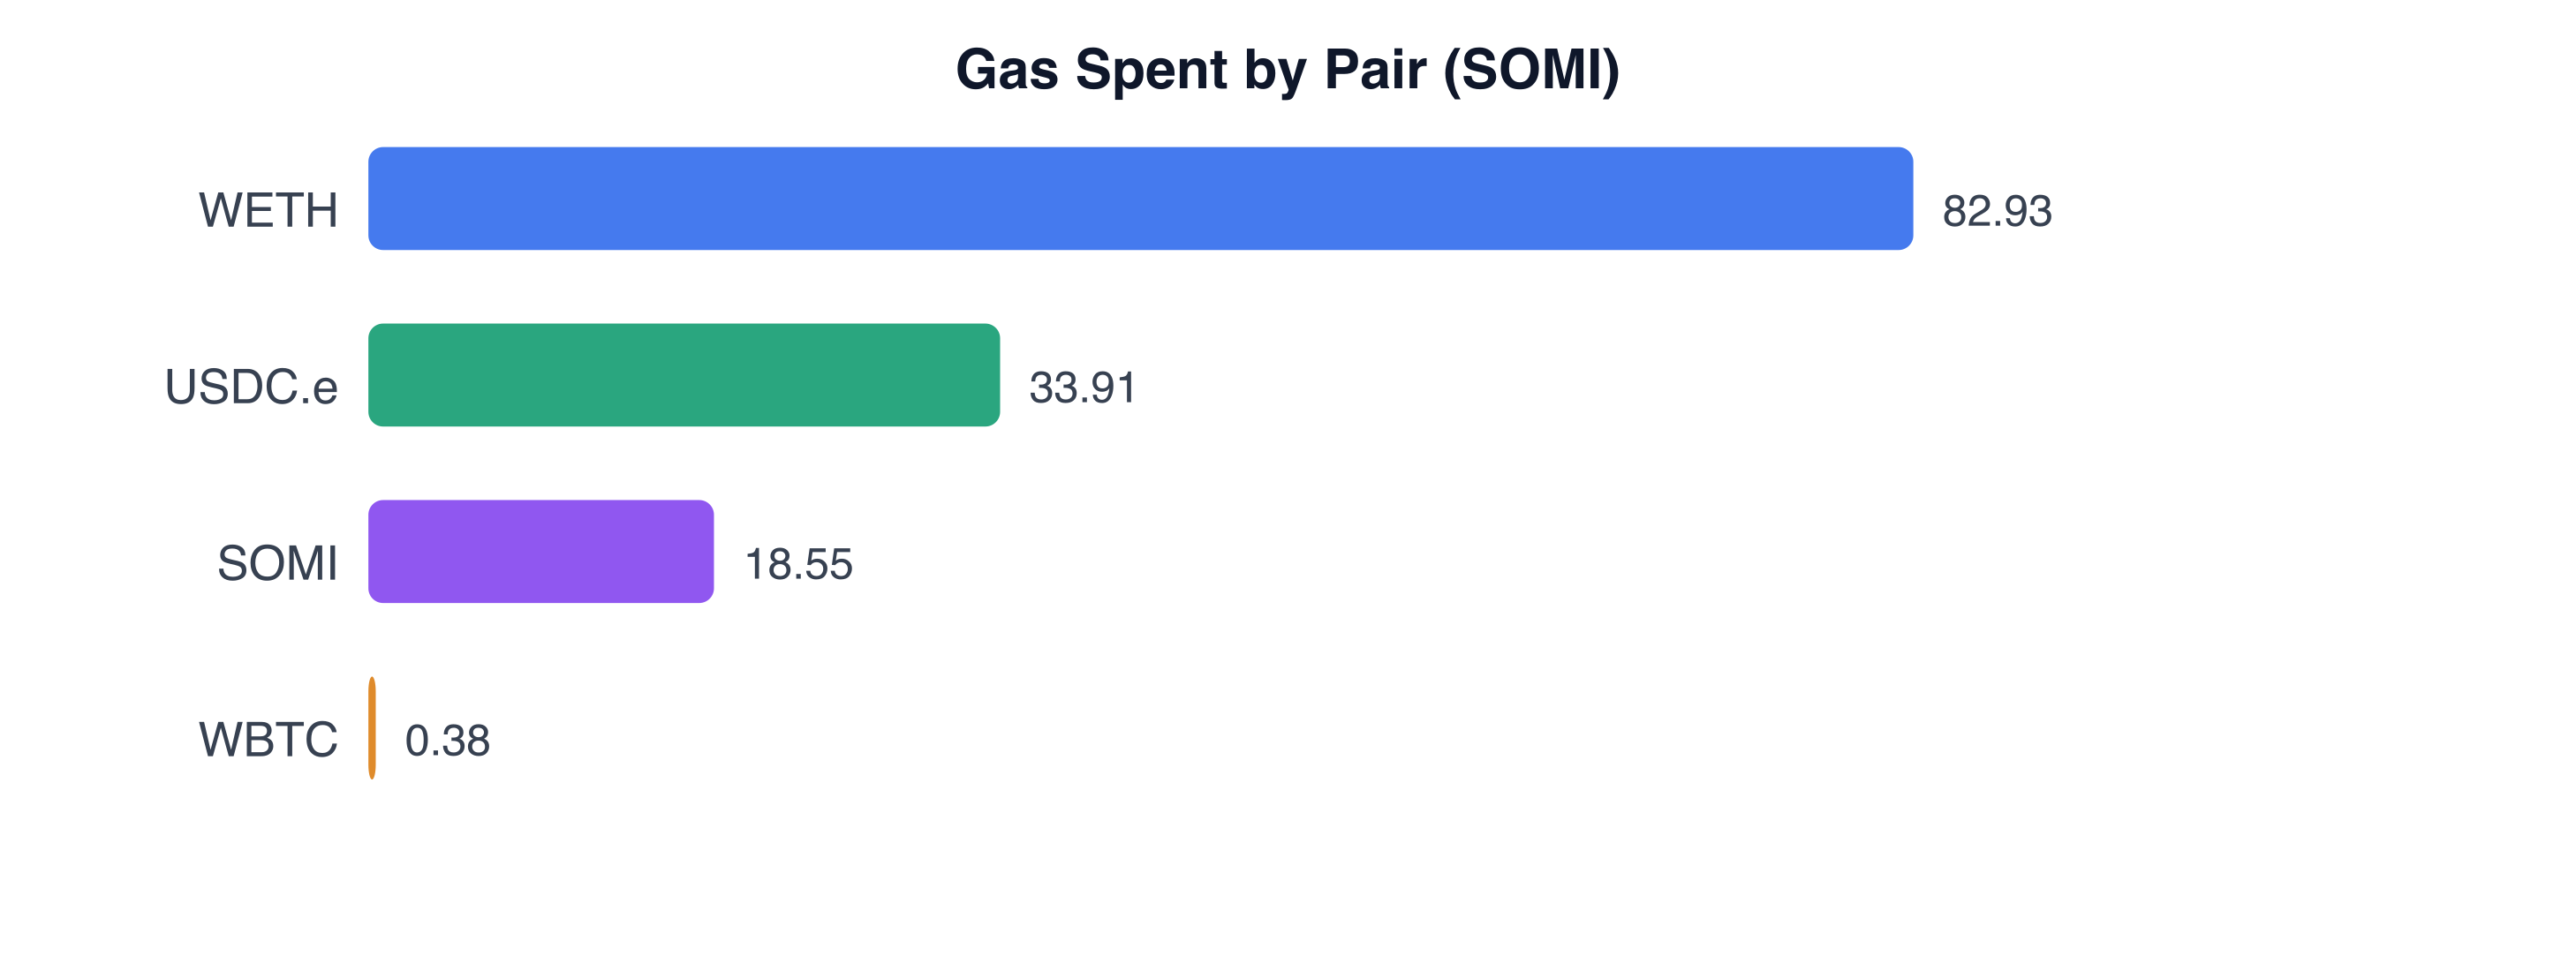 Gas Spent by Pair (SOMI)
WETH 82.93
USDC.e 33.91
SOMI 18.55
WBTC 0.38